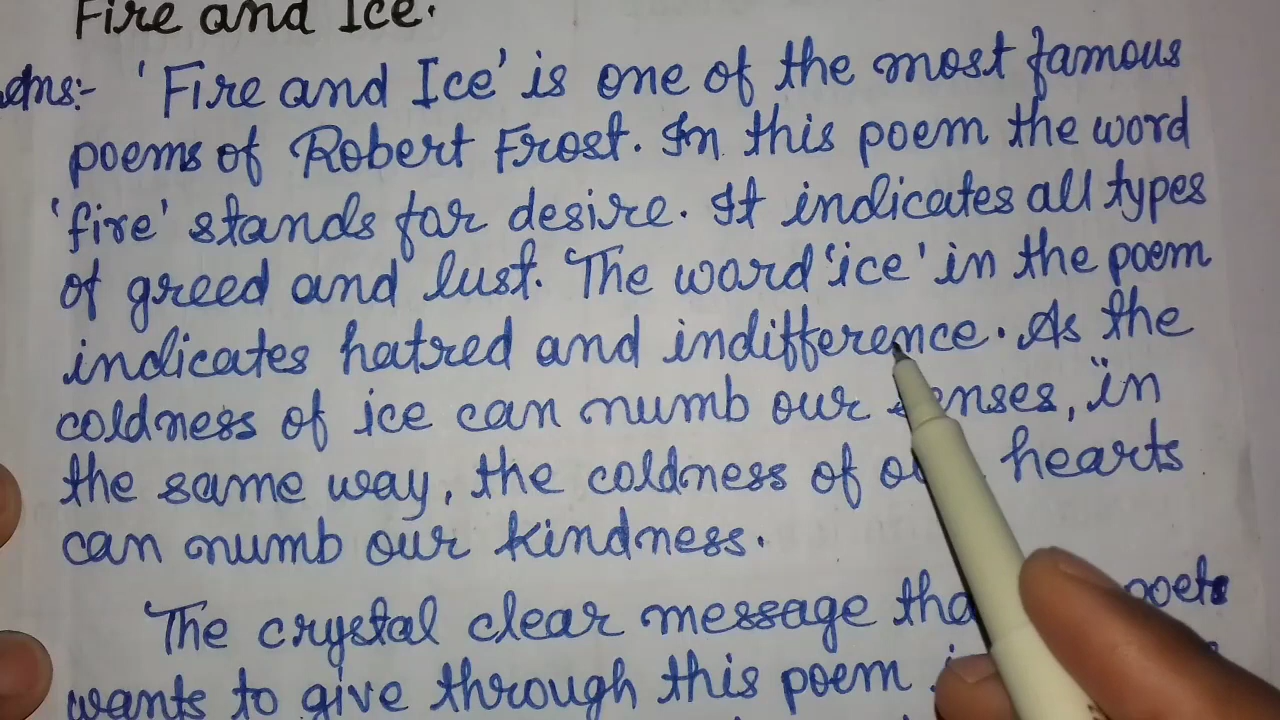 Fire and Ice.
Ans:- 'Fire and Ice' is one of the most famous
poems of Robert Frost. In this poem the word
'fire' stands for desire. It indicates all types
of greed and lust. The word 'ice' in the poem
indicates hatred and indifference. As the
coldness of ice can numb our senses, in
the same way, the coldness of hearts
can numb our kindness.
The crystal clear message poet
wants to give through this poem